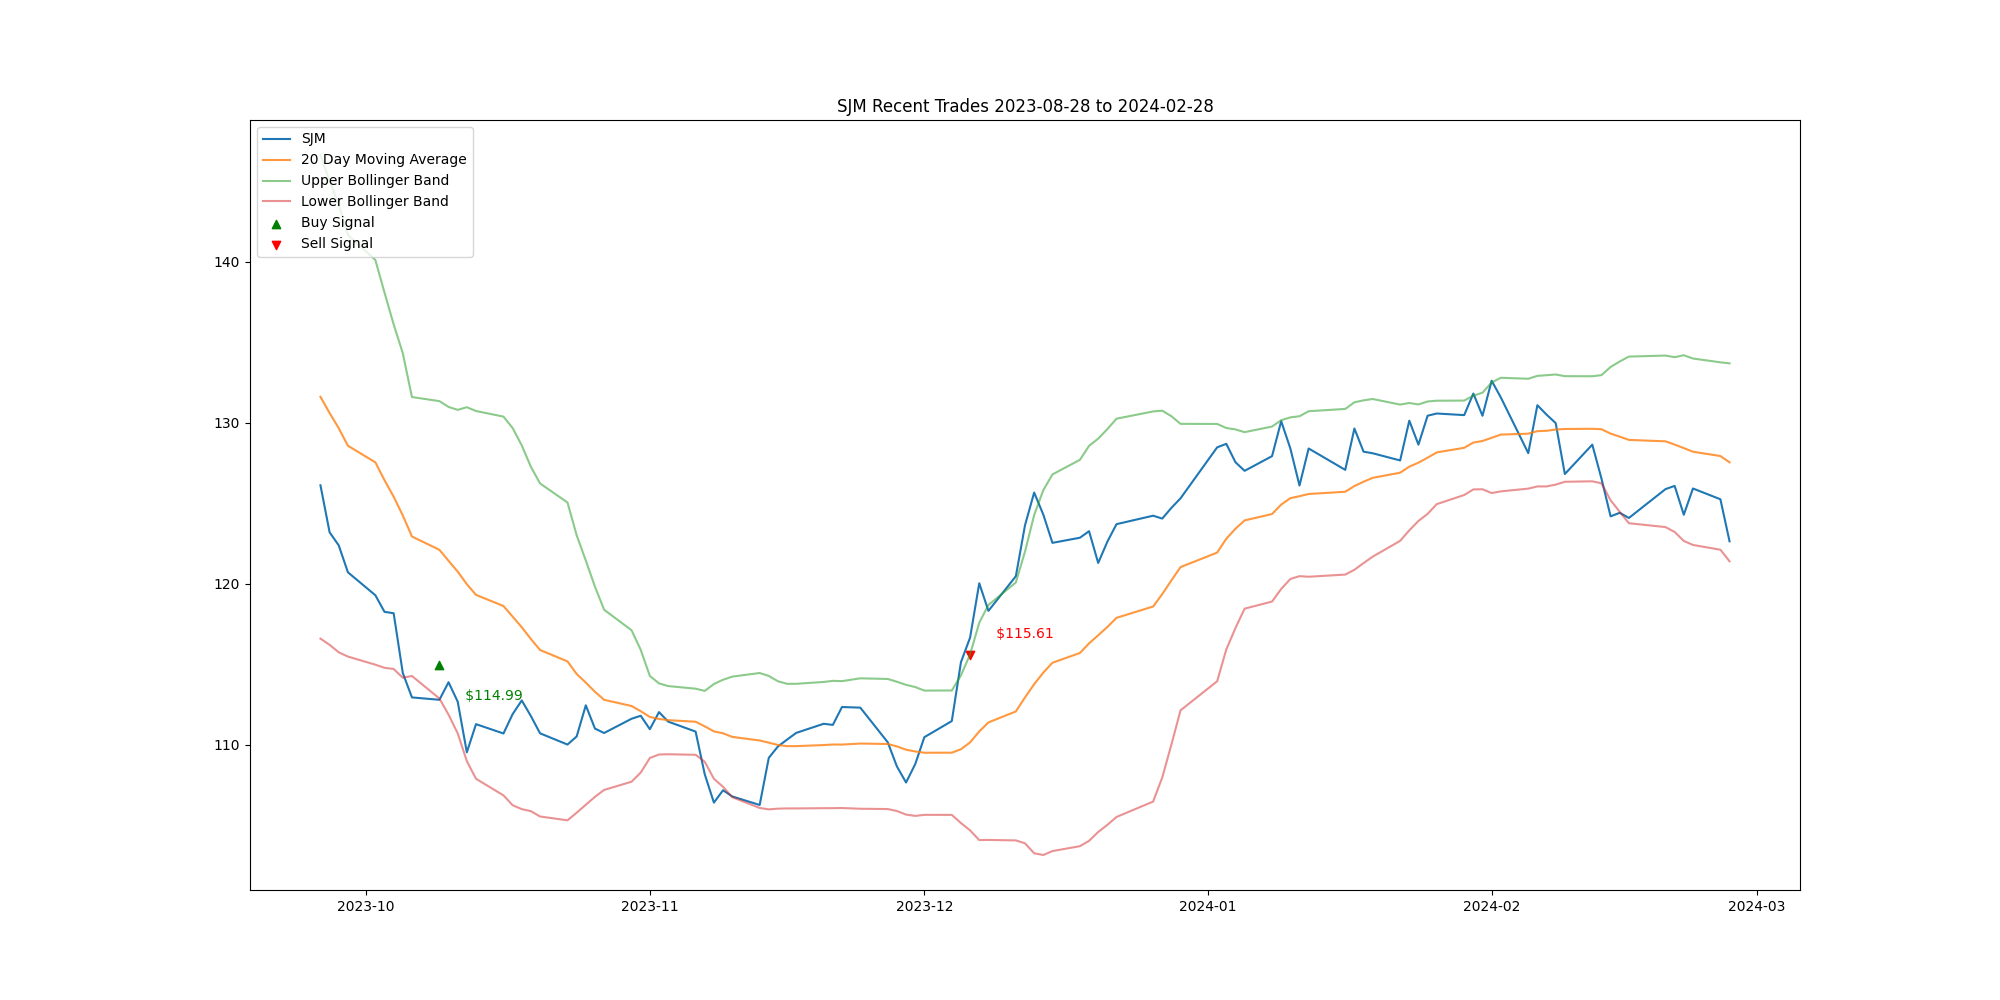 SJM Recent Trades 2023-08-28 to 2024-02-28
SJM
20 Day Moving Average
Upper Bollinger Band
Lower Bollinger Band
Buy Signal
Sell Signal
140
130
120
110
$115.61
$114.99
2023-10
2023-11
2023-12
2024-01
2024-02
2024-03